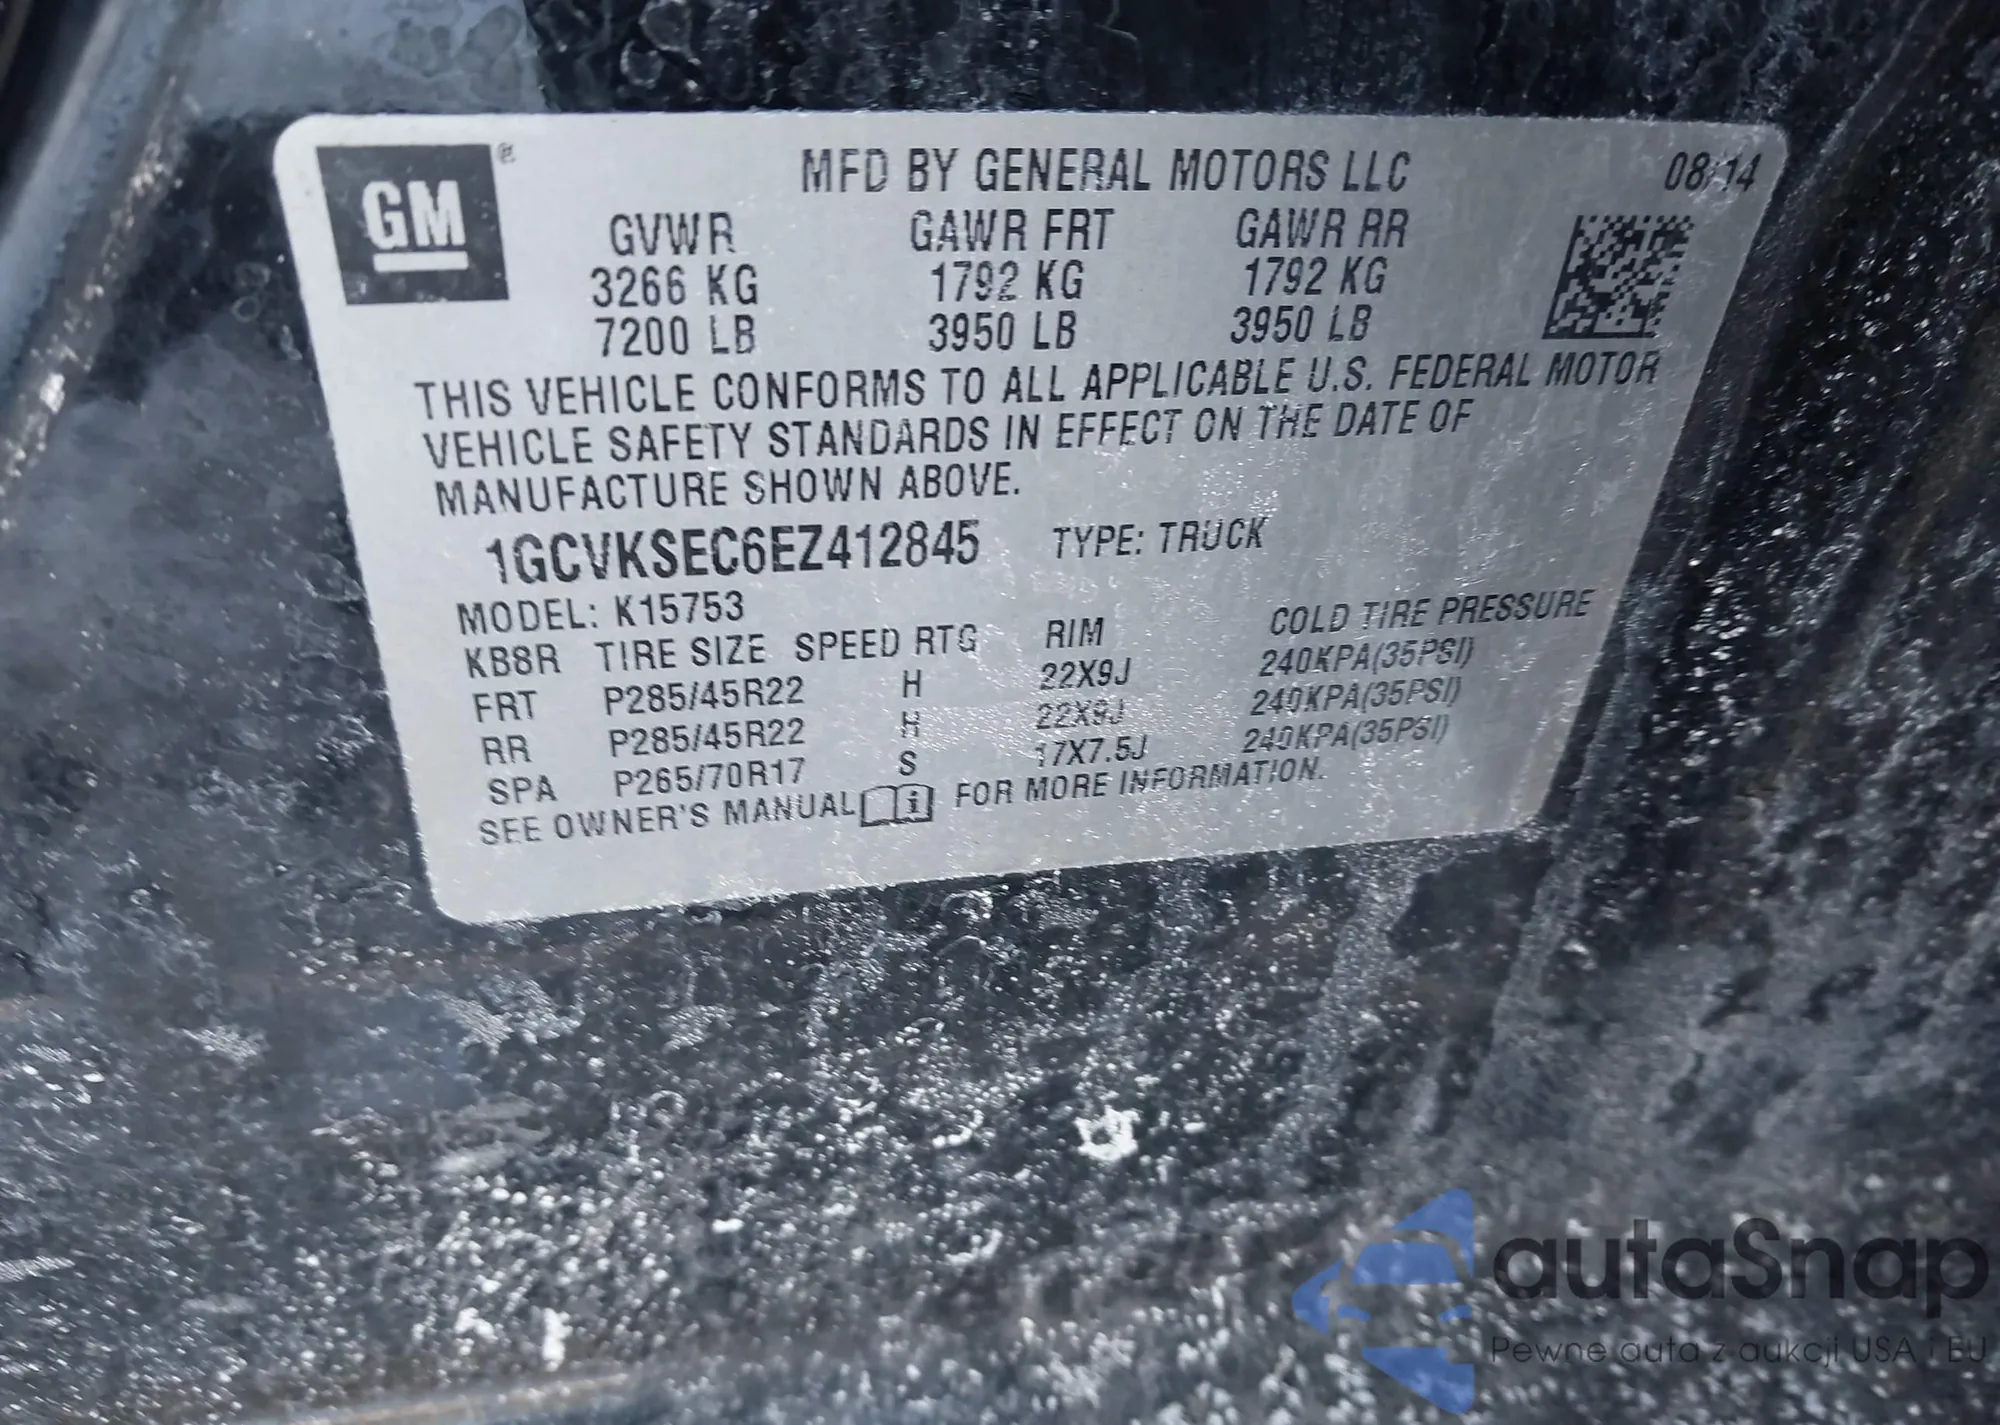 GM
®
MFD BY GENERAL MOTORS LLC 08/14
GVWR GAWR FRT GAWR RR
3266 KG 1792 KG 1792 KG
7200 LB 3950 LB 3950 LB
THIS VEHICLE CONFORMS TO ALL APPLICABLE U.S. FEDERAL MOTOR
VEHICLE SAFETY STANDARDS IN EFFECT ON THE DATE OF
MANUFACTURE SHOWN ABOVE.
1GCVKSEC6EZ412845 TYPE: TRUCK
MODEL: K15753
KB8R TIRE SIZE SPEED RTG RIM COLD TIRE PRESSURE
FRT P285/45R22 H 22X9J 240KPA(35PSI)
RR P285/45R22 H 22X9J 240KPA(35PSI)
SPA P265/70R17 S 17X7.5J 240KPA(35PSI)
SEE OWNER'S MANUAL FOR MORE INFORMATION.
autaSnap
Pewne auta z aukcji USA i EU